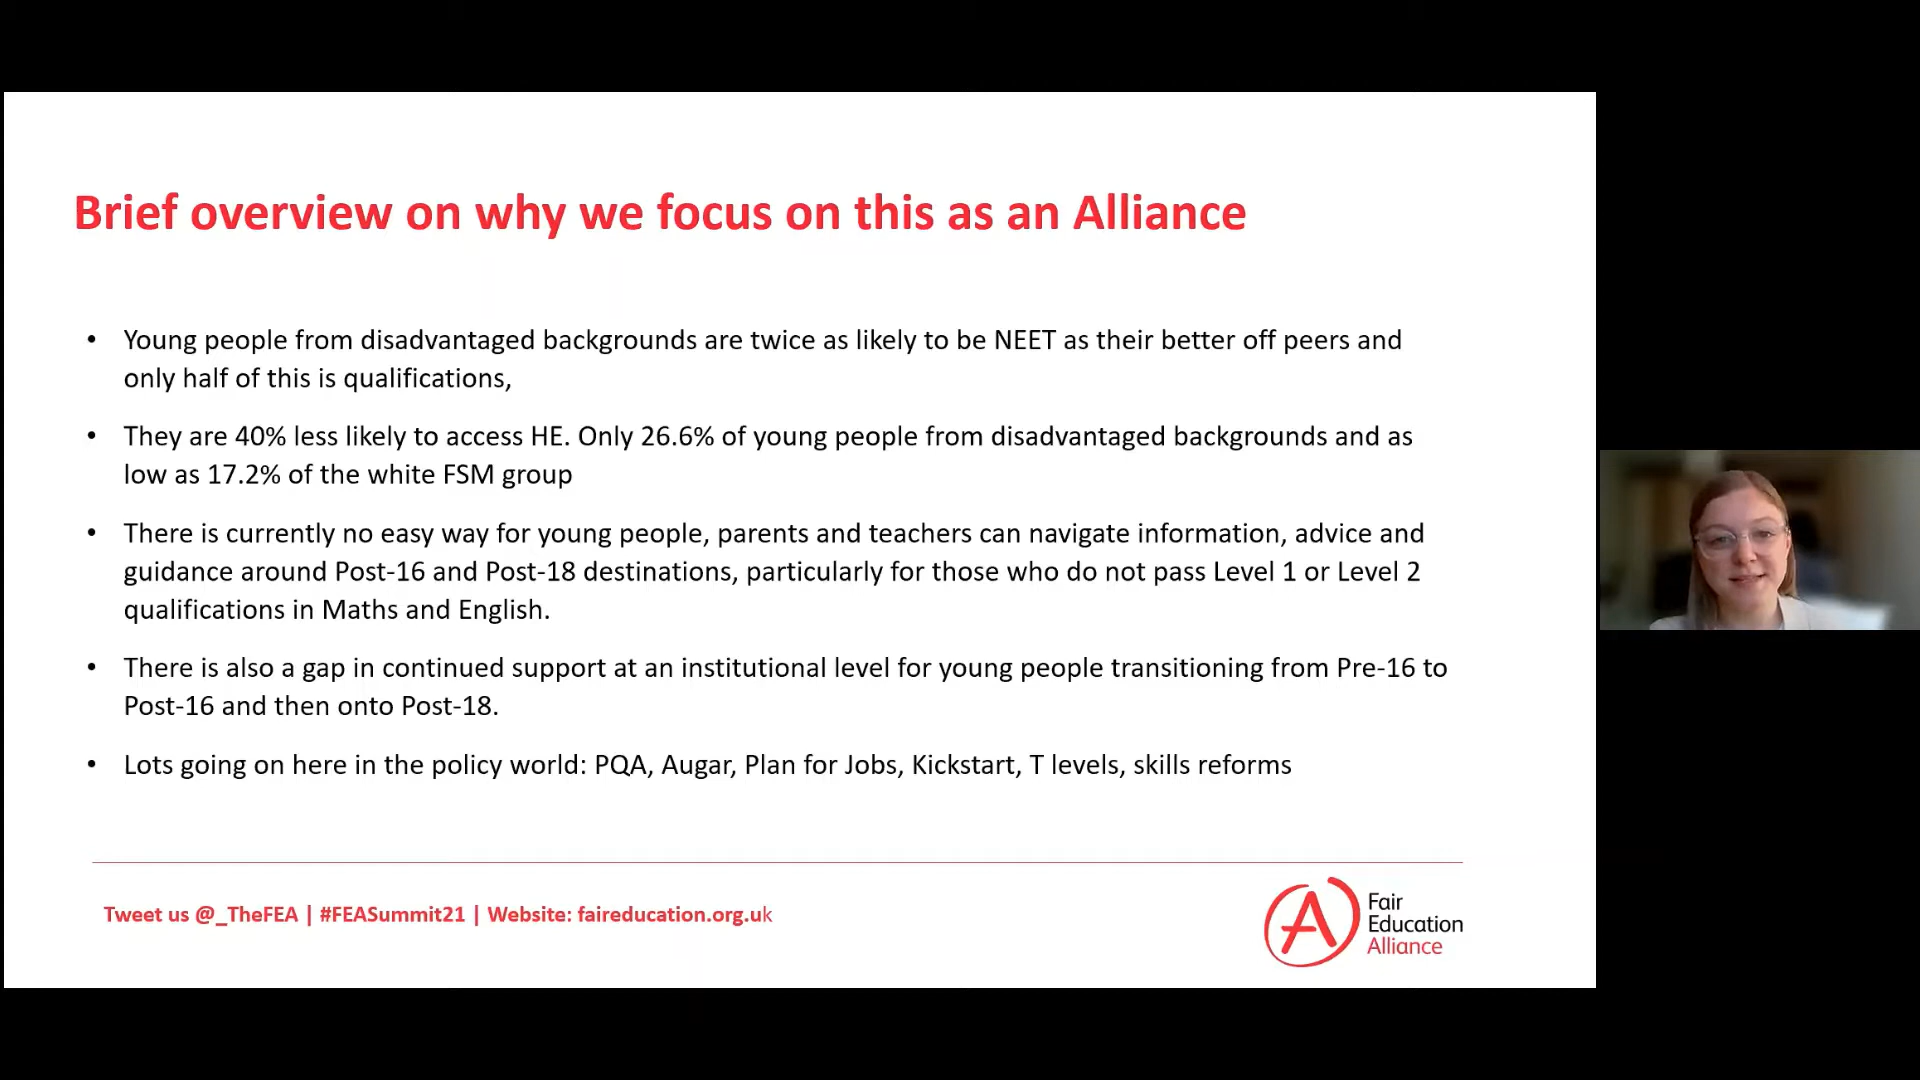 Brief overview on why we focus on this as an Alliance
• Young people from disadvantaged backgrounds are twice as likely to be NEET as their better off peers and
only half of this is qualifications,
• They are 40% less likely to access HE. Only 26.6% of young people from disadvantaged backgrounds and as
low as 17.2% of the white FSM group
• There is currently no easy way for young people, parents and teachers can navigate information, advice and
guidance around Post-16 and Post-18 destinations, particularly for those who do not pass Level 1 or Level 2
qualifications in Maths and English.
• There is also a gap in continued support at an institutional level for young people transitioning from Pre-16 to
Post-16 and then onto Post-18.
• Lots going on here in the policy world: PQA, Augar, Plan for Jobs, Kickstart, T levels, skills reforms
Tweet us @_TheFEA | #FEASummit21 | Website: faireducation.org.uk
A
Fair
Education
Alliance